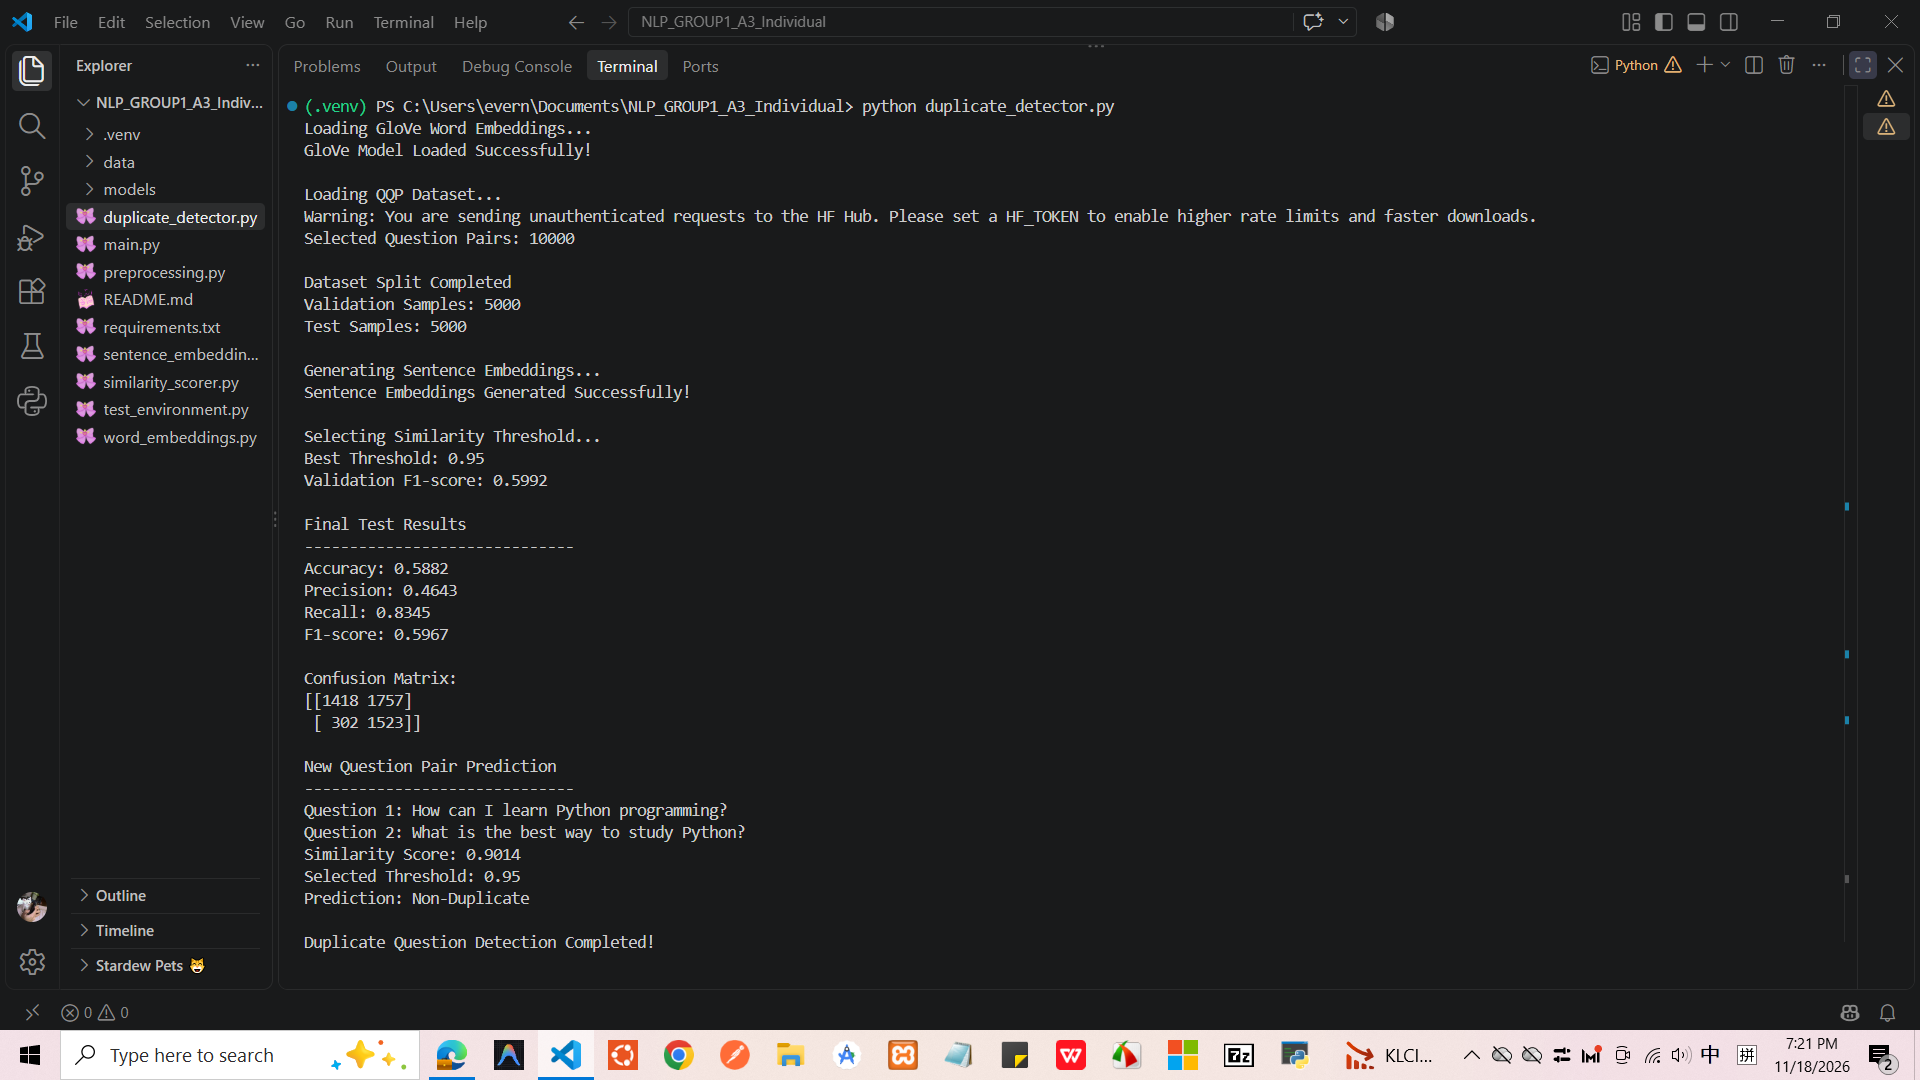 File Edit Selection View Go Run Terminal Help
NLP_GROUP1_A3_Individual
Explorer
NLP_GROUP1_A3_Indiv...
.venv
data
models
duplicate_detector.py
main.py
preprocessing.py
README.md
requirements.txt
sentence_embeddin...
similarity_scorer.py
test_environment.py
word_embeddings.py
Outline
Timeline
Stardew Pets 😺
Problems Output Debug Console Terminal Ports
Python
(.venv) PS C:\Users\evern\Documents\NLP_GROUP1_A3_Individual> python duplicate_detector.py
Loading GloVe Word Embeddings...
GloVe Model Loaded Successfully!
Loading QQP Dataset...
Warning: You are sending unauthenticated requests to the HF Hub. Please set a HF_TOKEN to enable higher rate limits and faster downloads.
Selected Question Pairs: 10000
Dataset Split Completed
Validation Samples: 5000
Test Samples: 5000
Generating Sentence Embeddings...
Sentence Embeddings Generated Successfully!
Selecting Similarity Threshold...
Best Threshold: 0.95
Validation F1-score: 0.5992
Final Test Results
------------------------------
Accuracy: 0.5882
Precision: 0.4643
Recall: 0.8345
F1-score: 0.5967
Confusion Matrix:
[[1418 1757]
[ 302 1523]]
New Question Pair Prediction
------------------------------
Question 1: How can I learn Python programming?
Question 2: What is the best way to study Python?
Similarity Score: 0.9014
Selected Threshold: 0.95
Prediction: Non-Duplicate
Duplicate Question Detection Completed!
0 0
Type here to search
KLCI...
中
拼
7:21 PM
11/18/2026
2